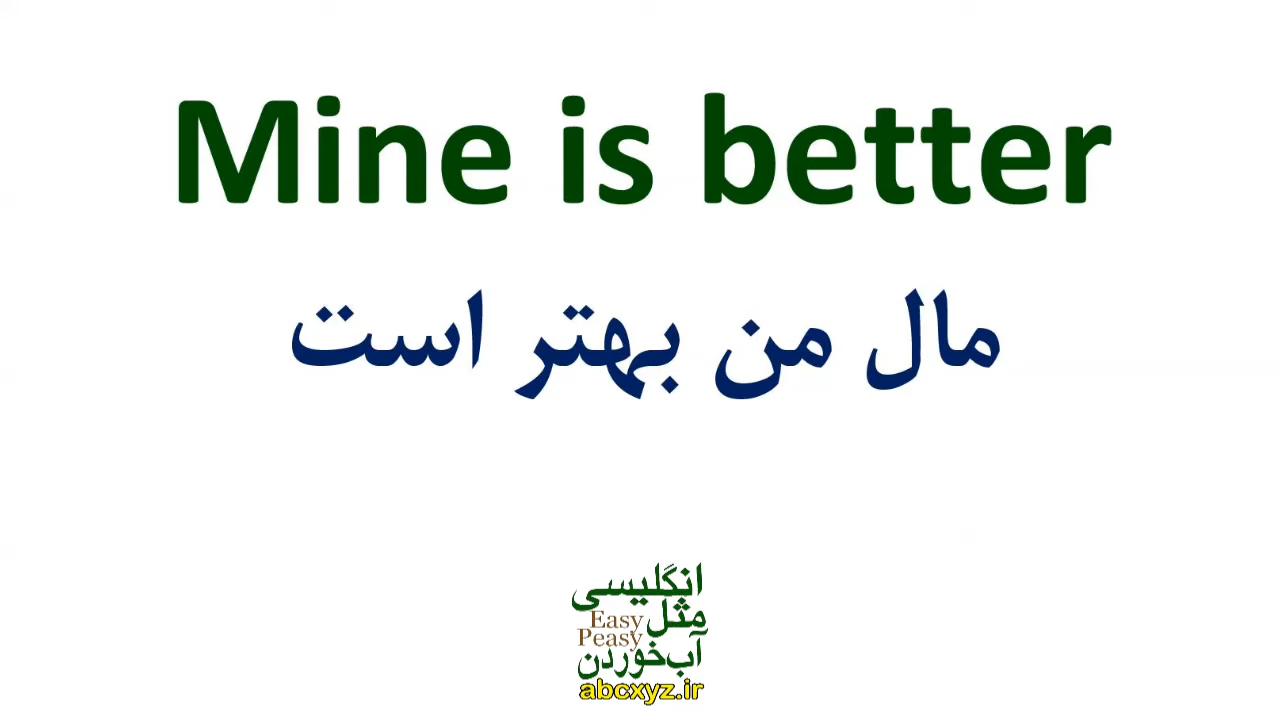 Mine is better
مال من بهتر است
انگلیسی
مثل
Easy
Peasy
آب‌خوردن
abcxyz.ir